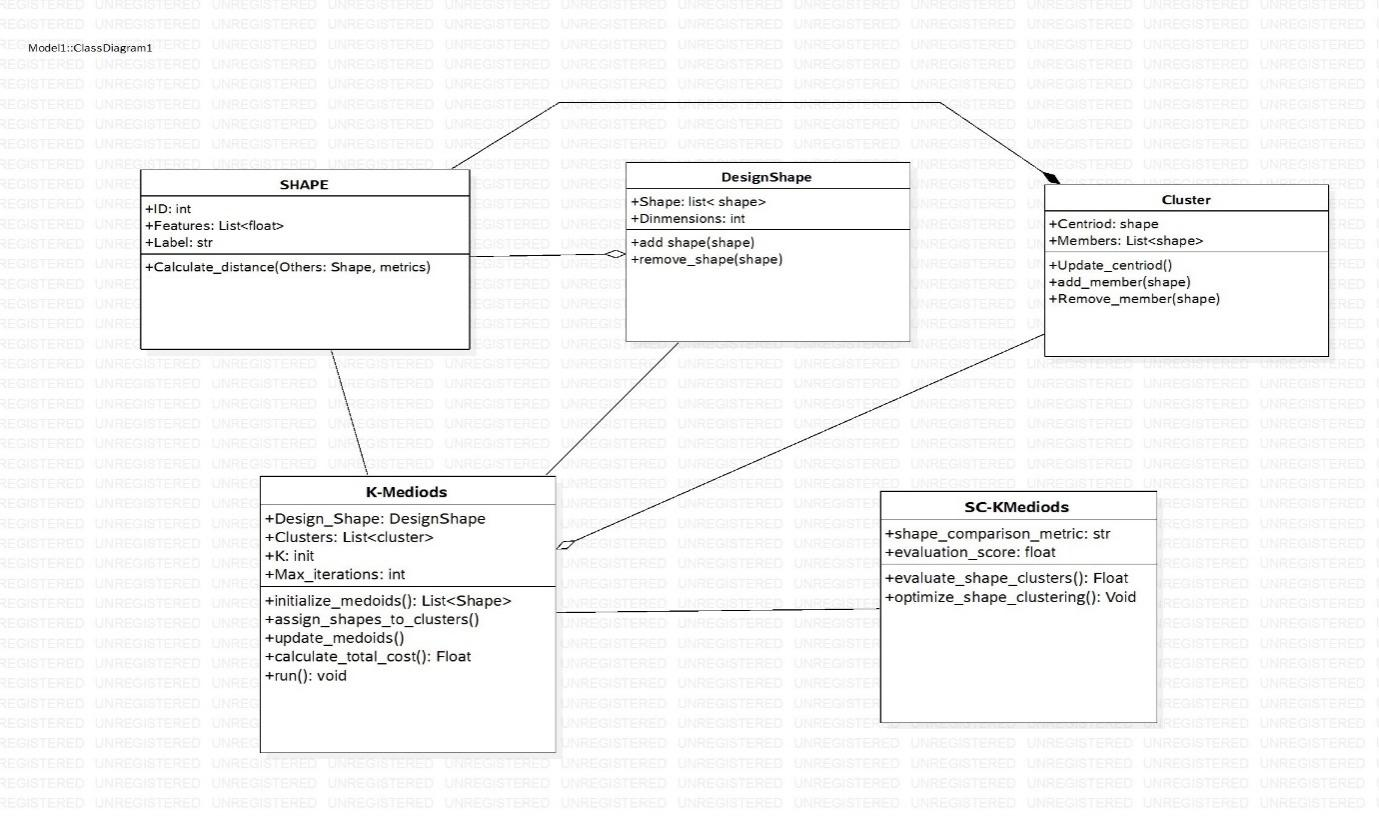 Model1::ClassDiagram1
SHAPE
+ID: int
+Features: List<float>
+Label: str
+Calculate_distance(Others: Shape, metrics)
DesignShape
+Shape: list< shape>
+Dinmensions: int
+add shape(shape)
+remove_shape(shape)
Cluster
+Centriod: shape
+Members: List<shape>
+Update_centriod()
+add_member(shape)
+Remove_member(shape)
K-Mediods
+Design_Shape: DesignShape
+Clusters: List<cluster>
+K: init
+Max_iterations: int
+initialize_medoids(): List<Shape>
+assign_shapes_to_clusters()
+update_medoids()
+calculate_total_cost(): Float
+run(): void
SC-KMediods
+shape_comparison_metric: str
+evaluation_score: float
+evaluate_shape_clusters(): Float
+optimize_shape_clustering(): Void
UNREGISTERED